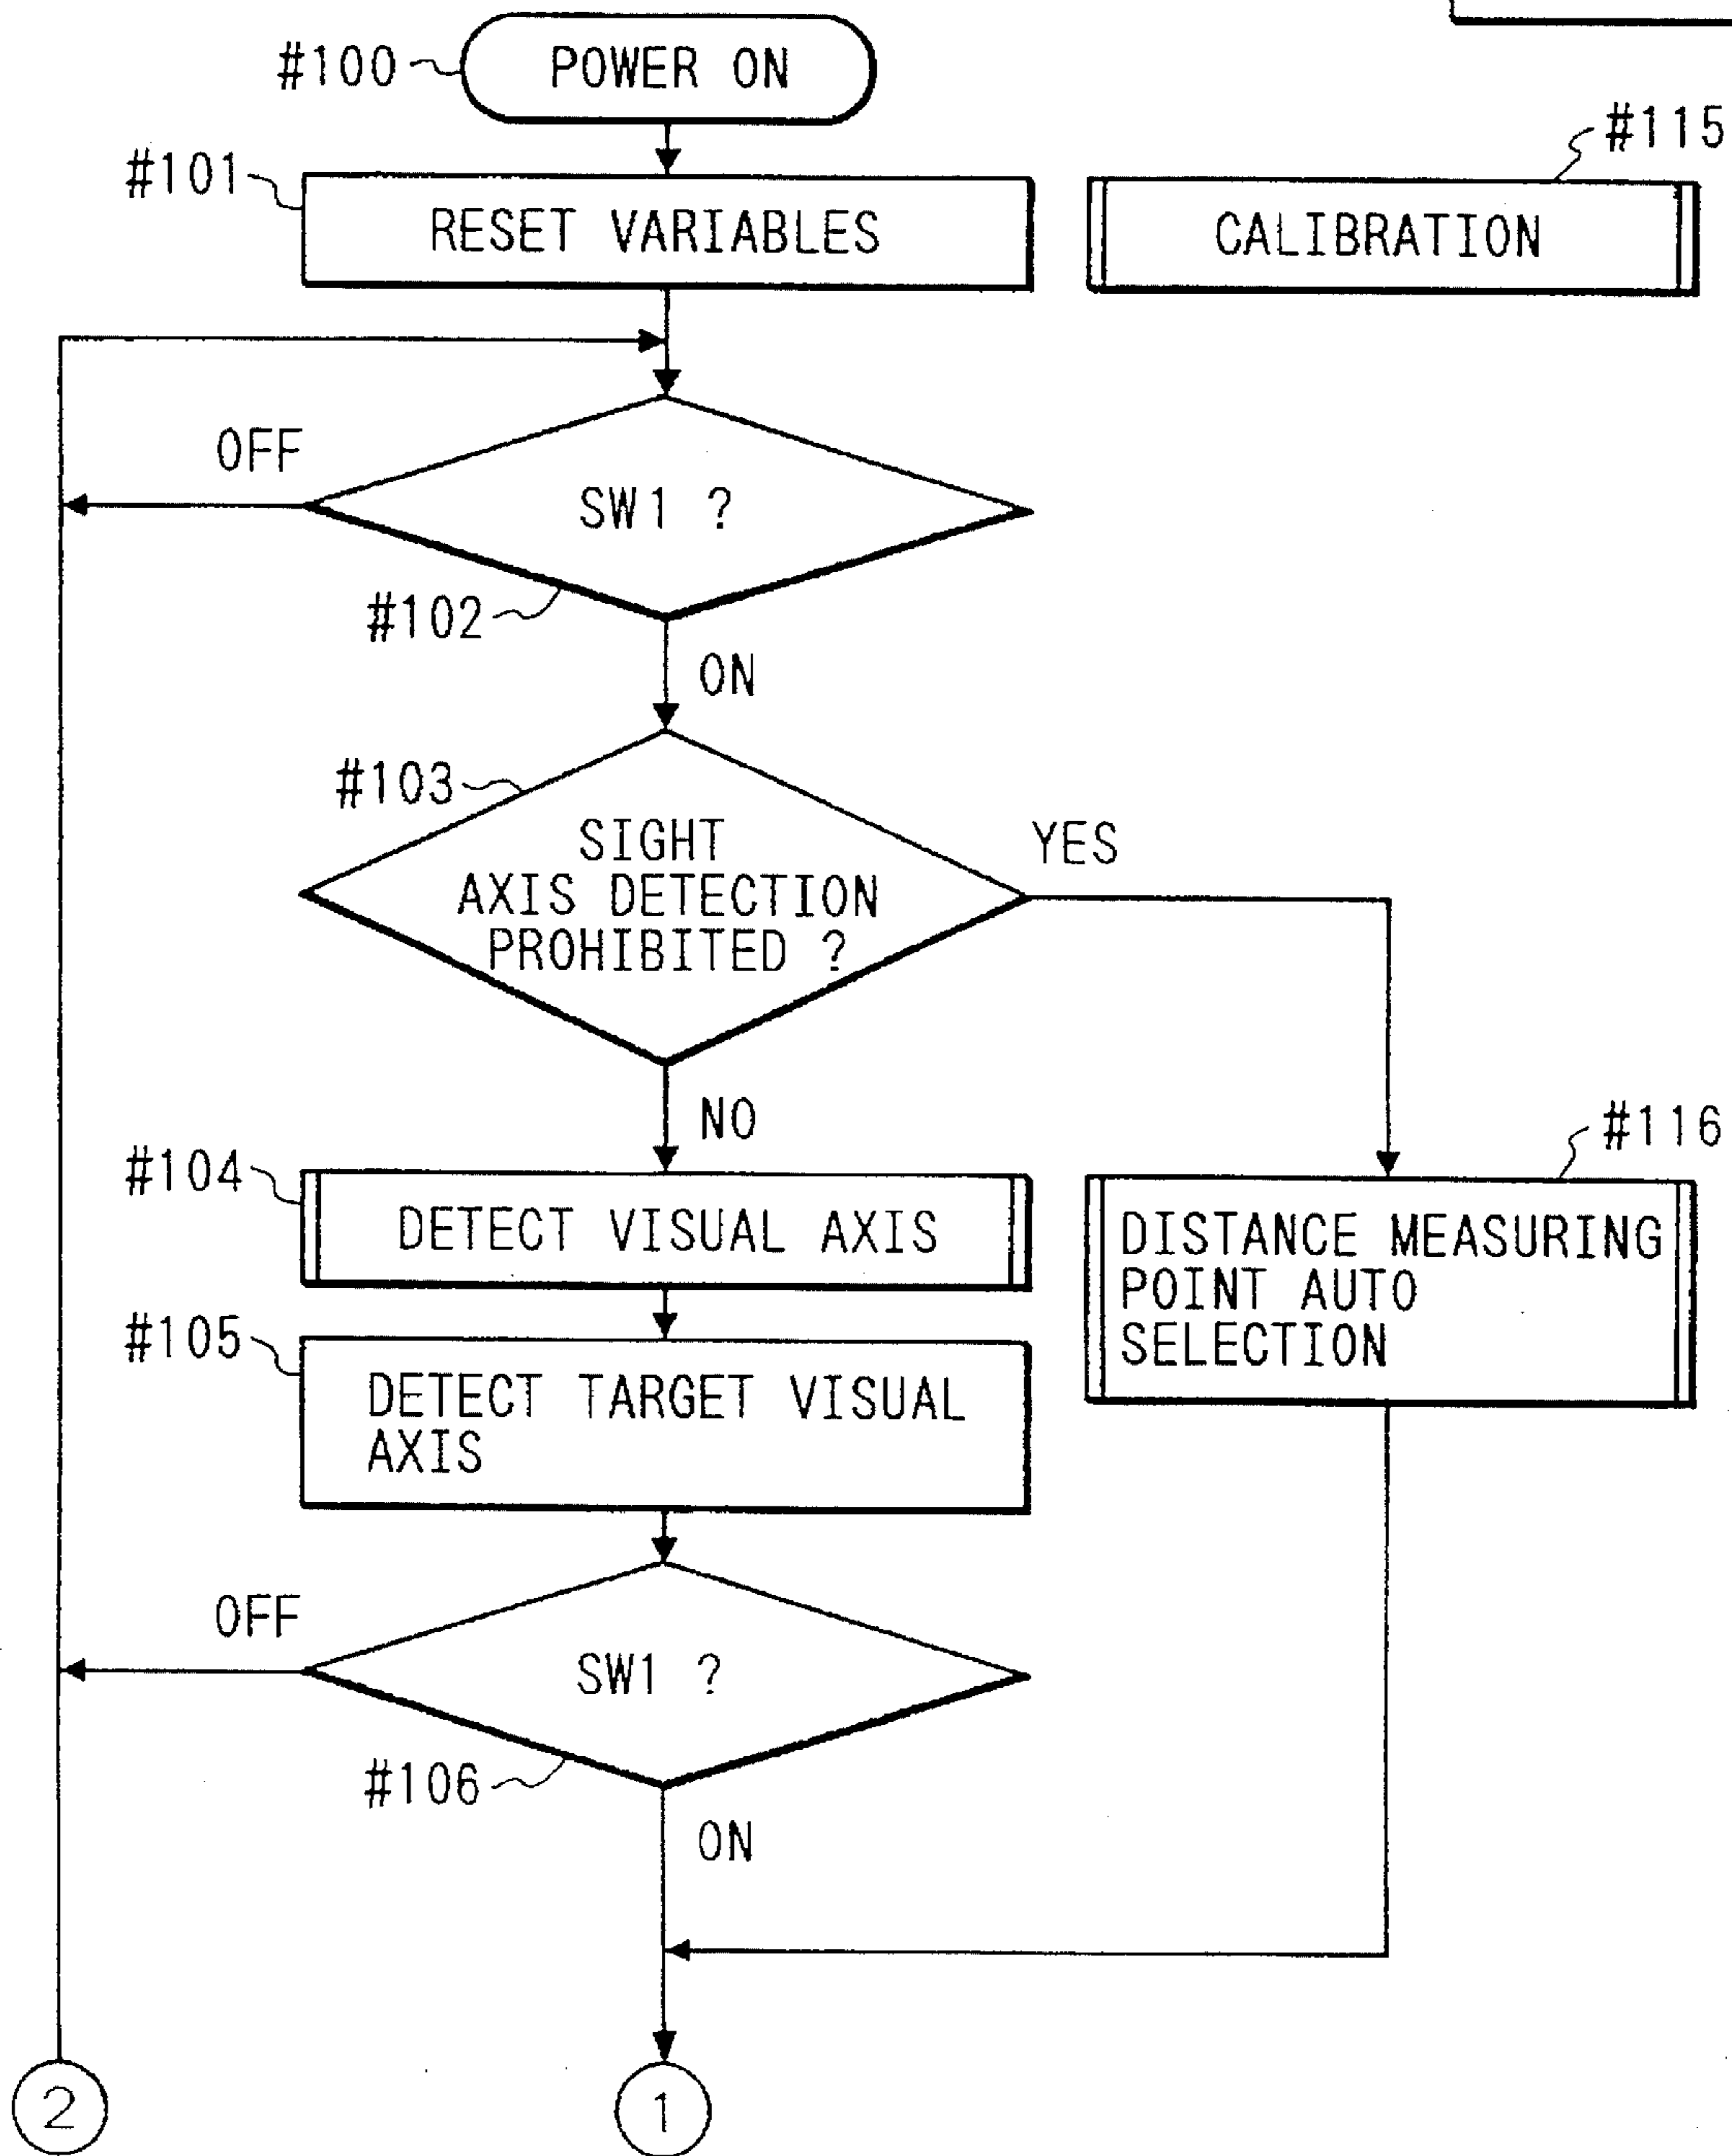 #100
POWER ON
#101
RESET VARIABLES
#115
CALIBRATION
OFF
SW1 ?
#102
ON
#103
SIGHT
AXIS DETECTION
PROHIBITED ?
YES
NO
#104
DETECT VISUAL AXIS
#116
DISTANCE MEASURING
POINT AUTO
SELECTION
#105
DETECT TARGET VISUAL
AXIS
OFF
SW1 ?
#106
ON
2
1